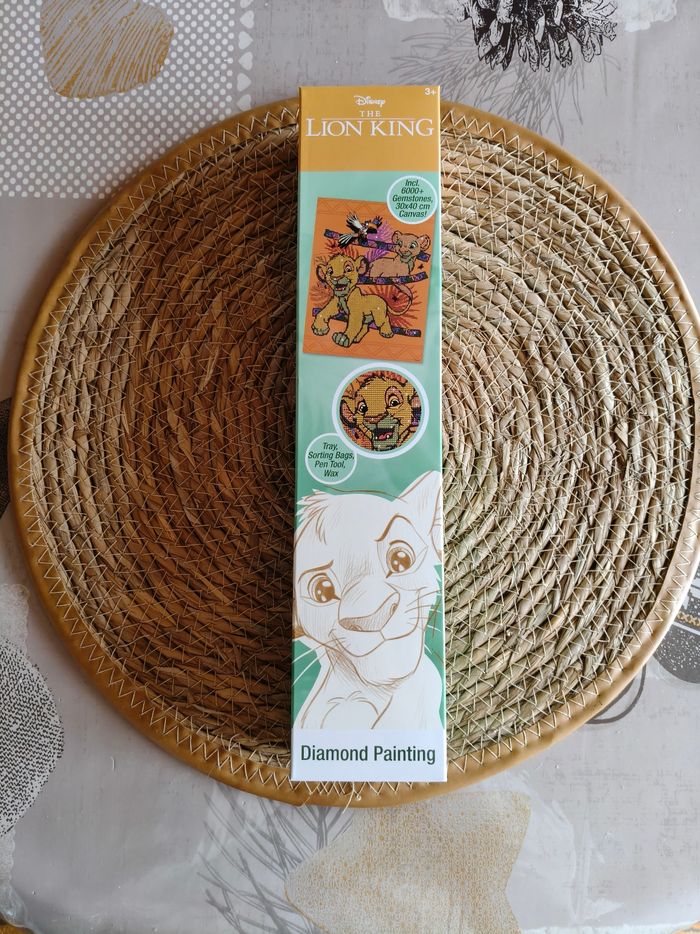 3+
Disney
THE
LION KING
Incl.
6000+
Gemstones,
30x40 cm
Canvas!
Tray,
Sorting Bags,
Pen Tool,
Wax
Diamond Painting